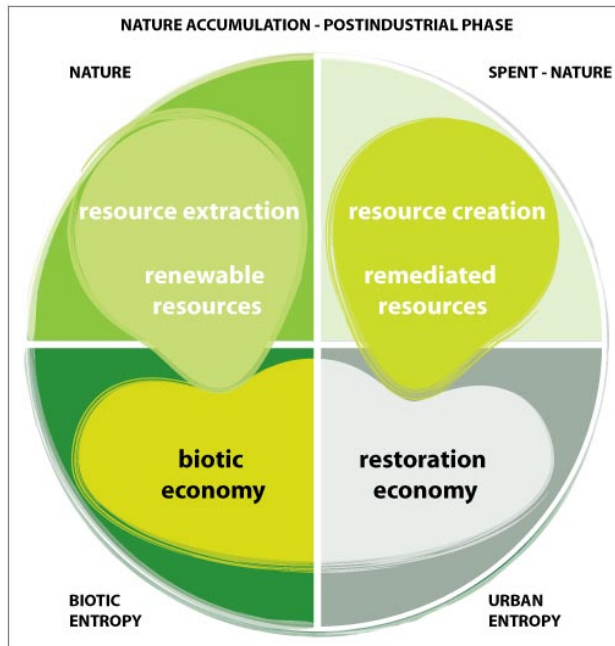 NATURE ACCUMULATION - POSTINDUSTRIAL PHASE
NATURE
SPENT - NATURE
resource extraction
renewable
resources
resource creation
remediated
resources
biotic
economy
restoration
economy
BIOTIC
ENTROPY
URBAN
ENTROPY